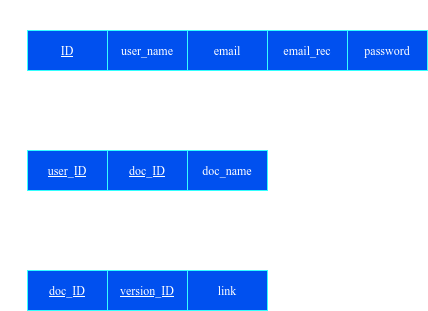 ID user_name email email_rec password
user_ID doc_ID doc_name
doc_ID version_ID link